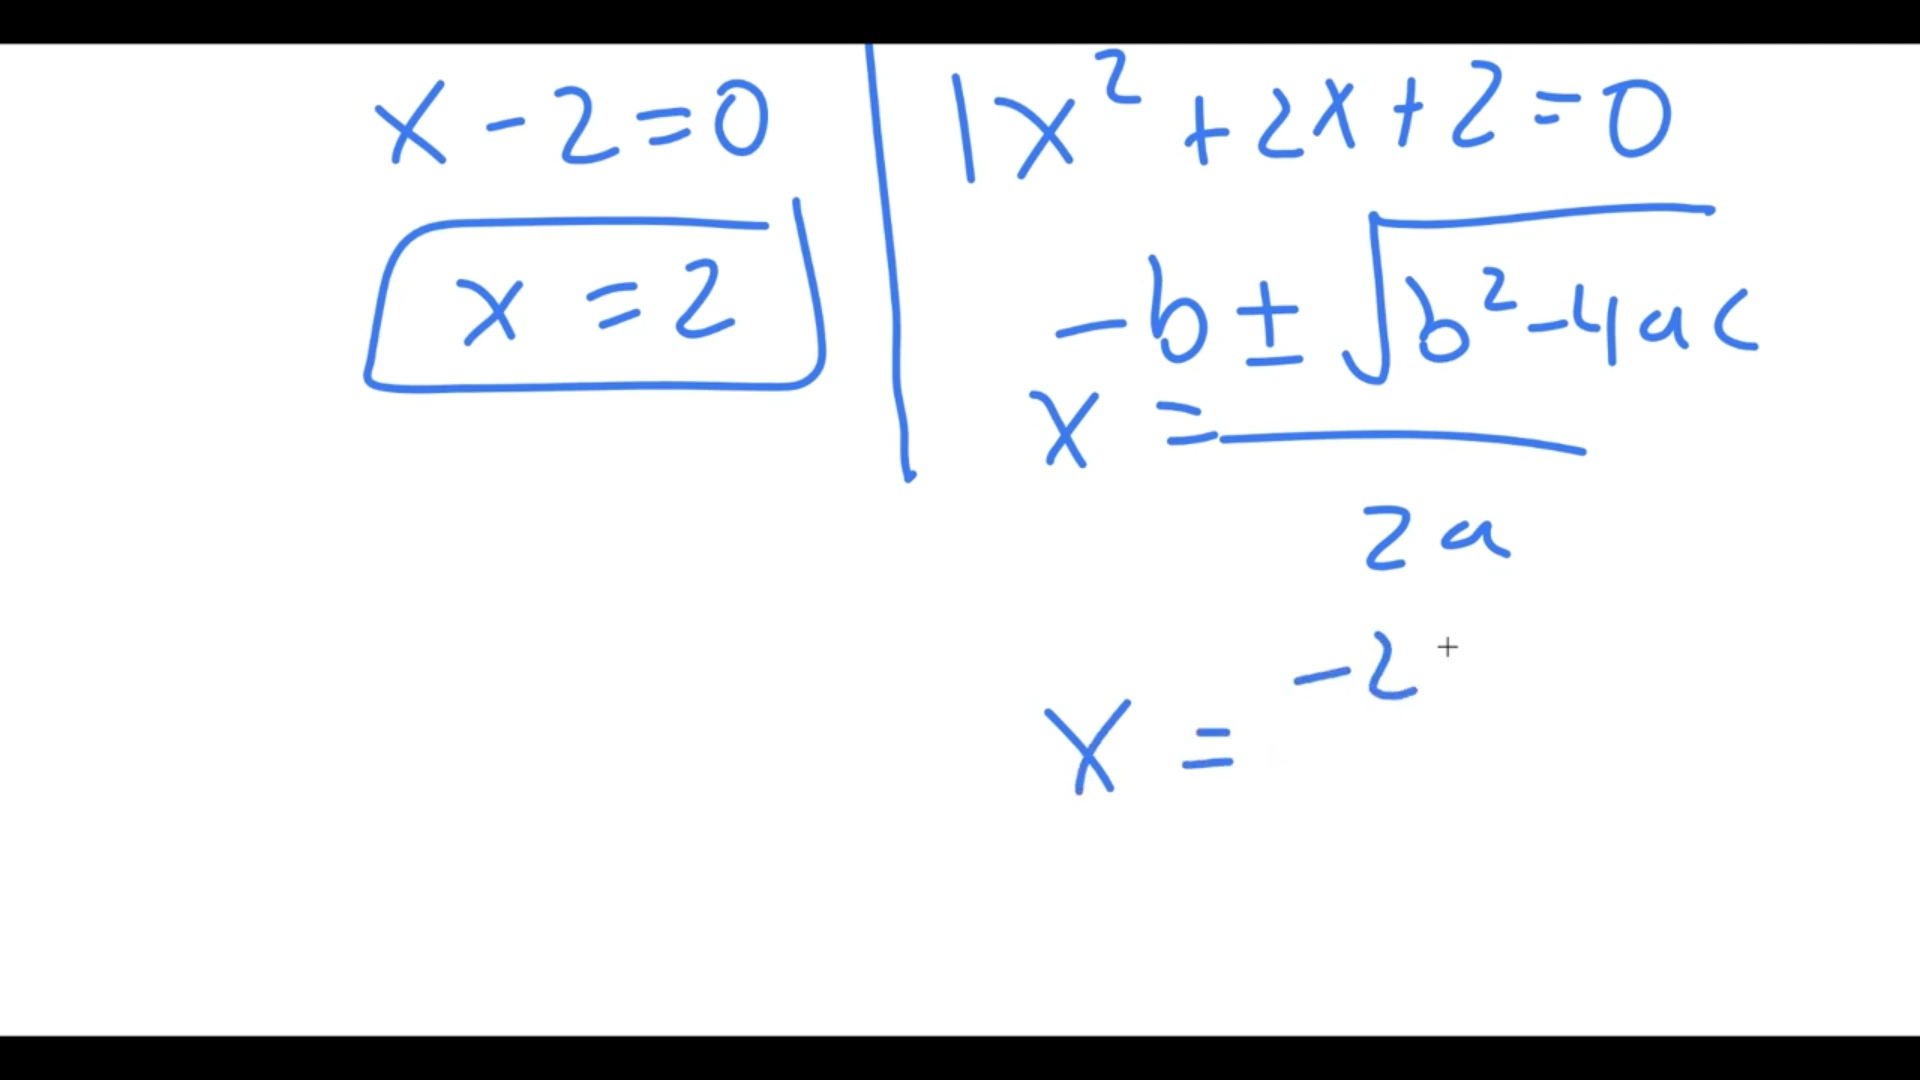 x - 2 = 0
x = 2
1x² + 2x + 2 = 0
-b ± √b² - 4ac
x =
2a
-2
x =